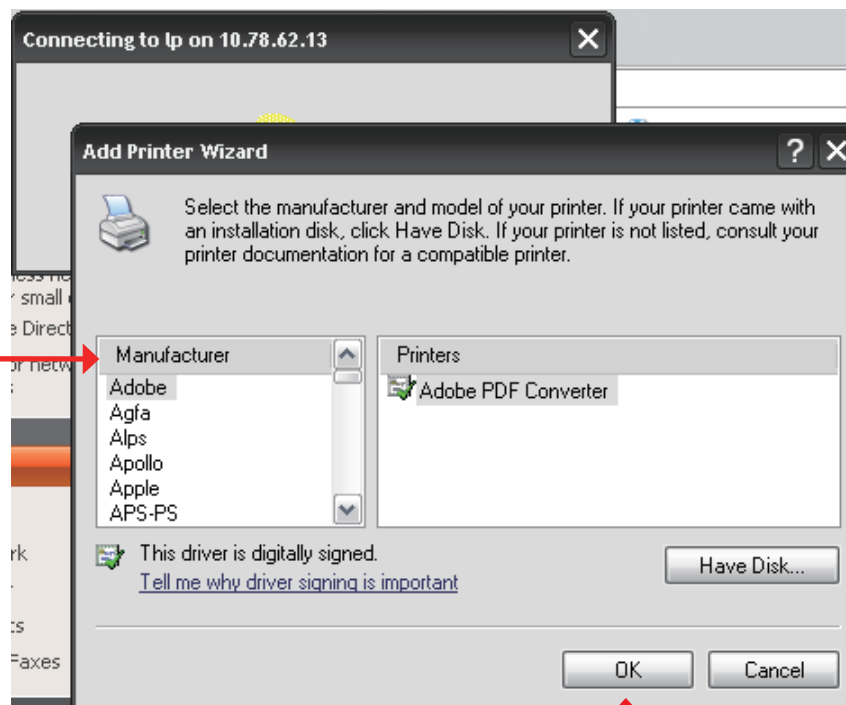 Connecting to lp on 10.78.62.13
Add Printer Wizard
Select the manufacturer and model of your printer. If your printer came with
an installation disk, click Have Disk. If your printer is not listed, consult your
printer documentation for a compatible printer.
small
Direct
Manufacturer
Printers
Adobe
Adobe PDF Converter
Agfa
Alps
Apollo
Apple
APS-PS
This driver is digitally signed.
Have Disk...
Tell me why driver signing is important
Faxes
OK
Cancel